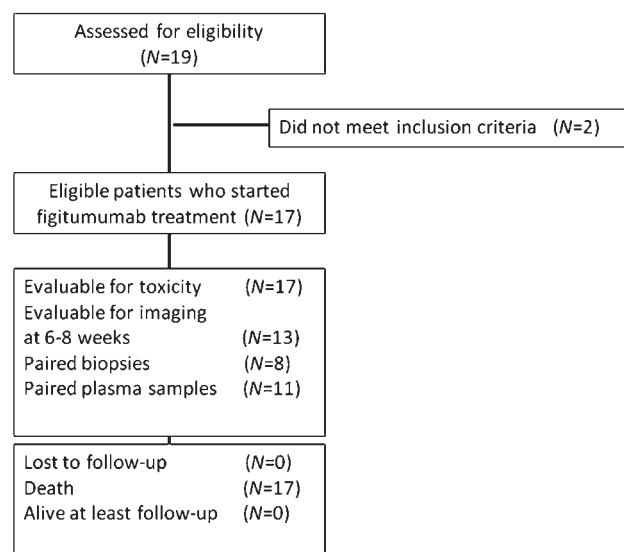 Assessed for eligibility
(N=19)
Did not meet inclusion criteria (N=2)
Eligible patients who started
figitumumab treatment (N=17)
Evaluable for toxicity (N=17)
Evaluable for imaging
at 6-8 weeks (N=13)
Paired biopsies (N=8)
Paired plasma samples (N=11)
Lost to follow-up (N=0)
Death (N=17)
Alive at least follow-up (N=0)